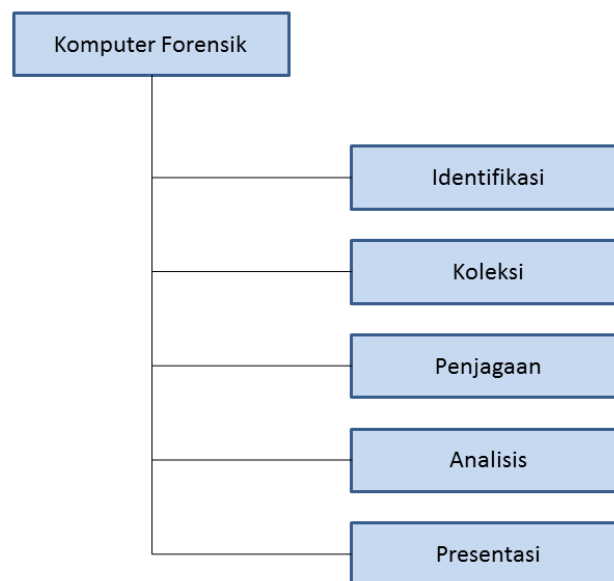 Komputer Forensik
Identifikasi
Koleksi
Penjagaan
Analisis
Presentasi